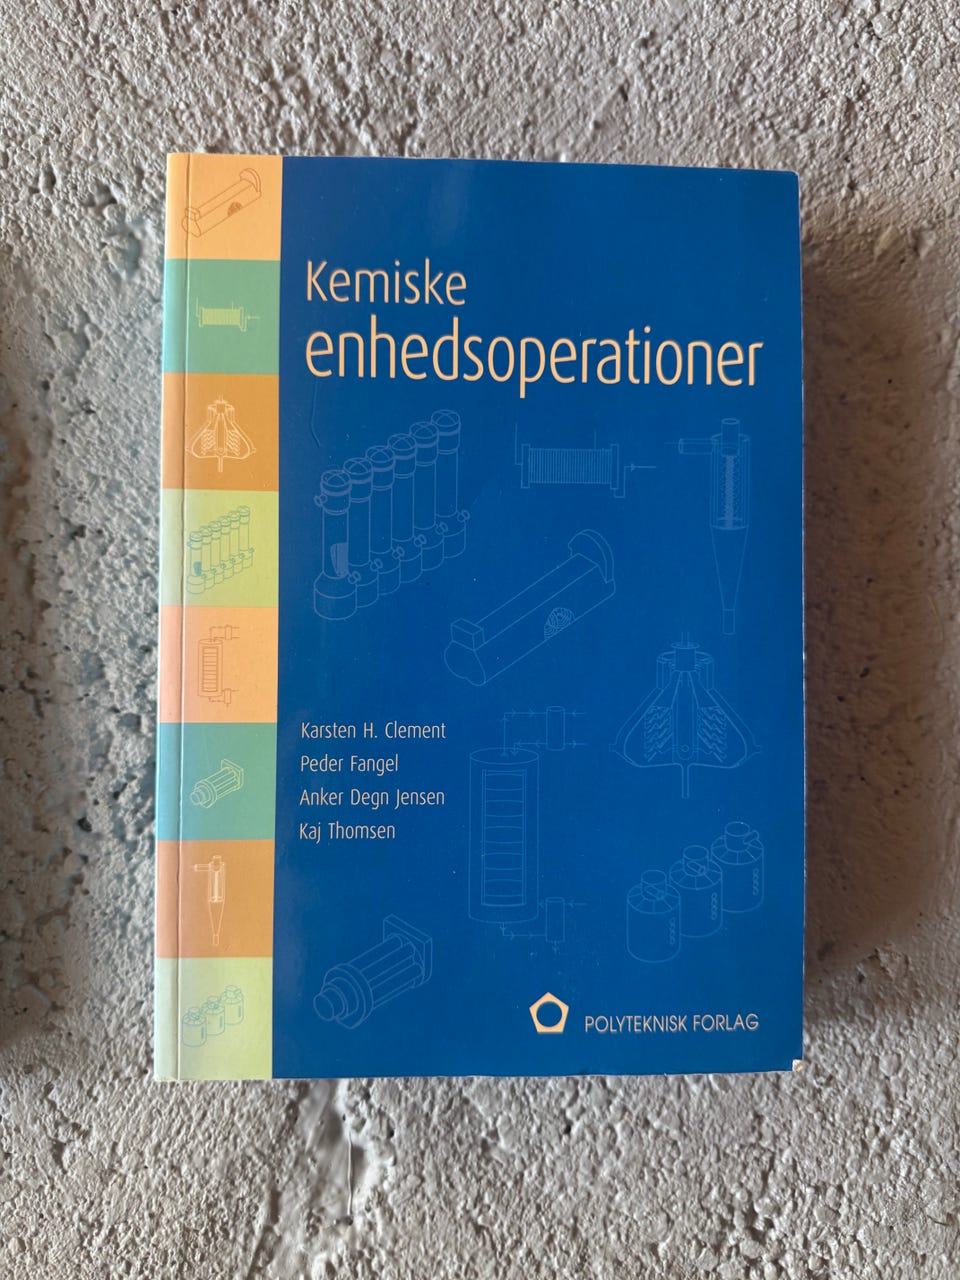 Kemiske
enhedsoperationer
Karsten H. Clement
Peder Fangel
Anker Degn Jensen
Kaj Thomsen
POLYTEKNISK FORLAG